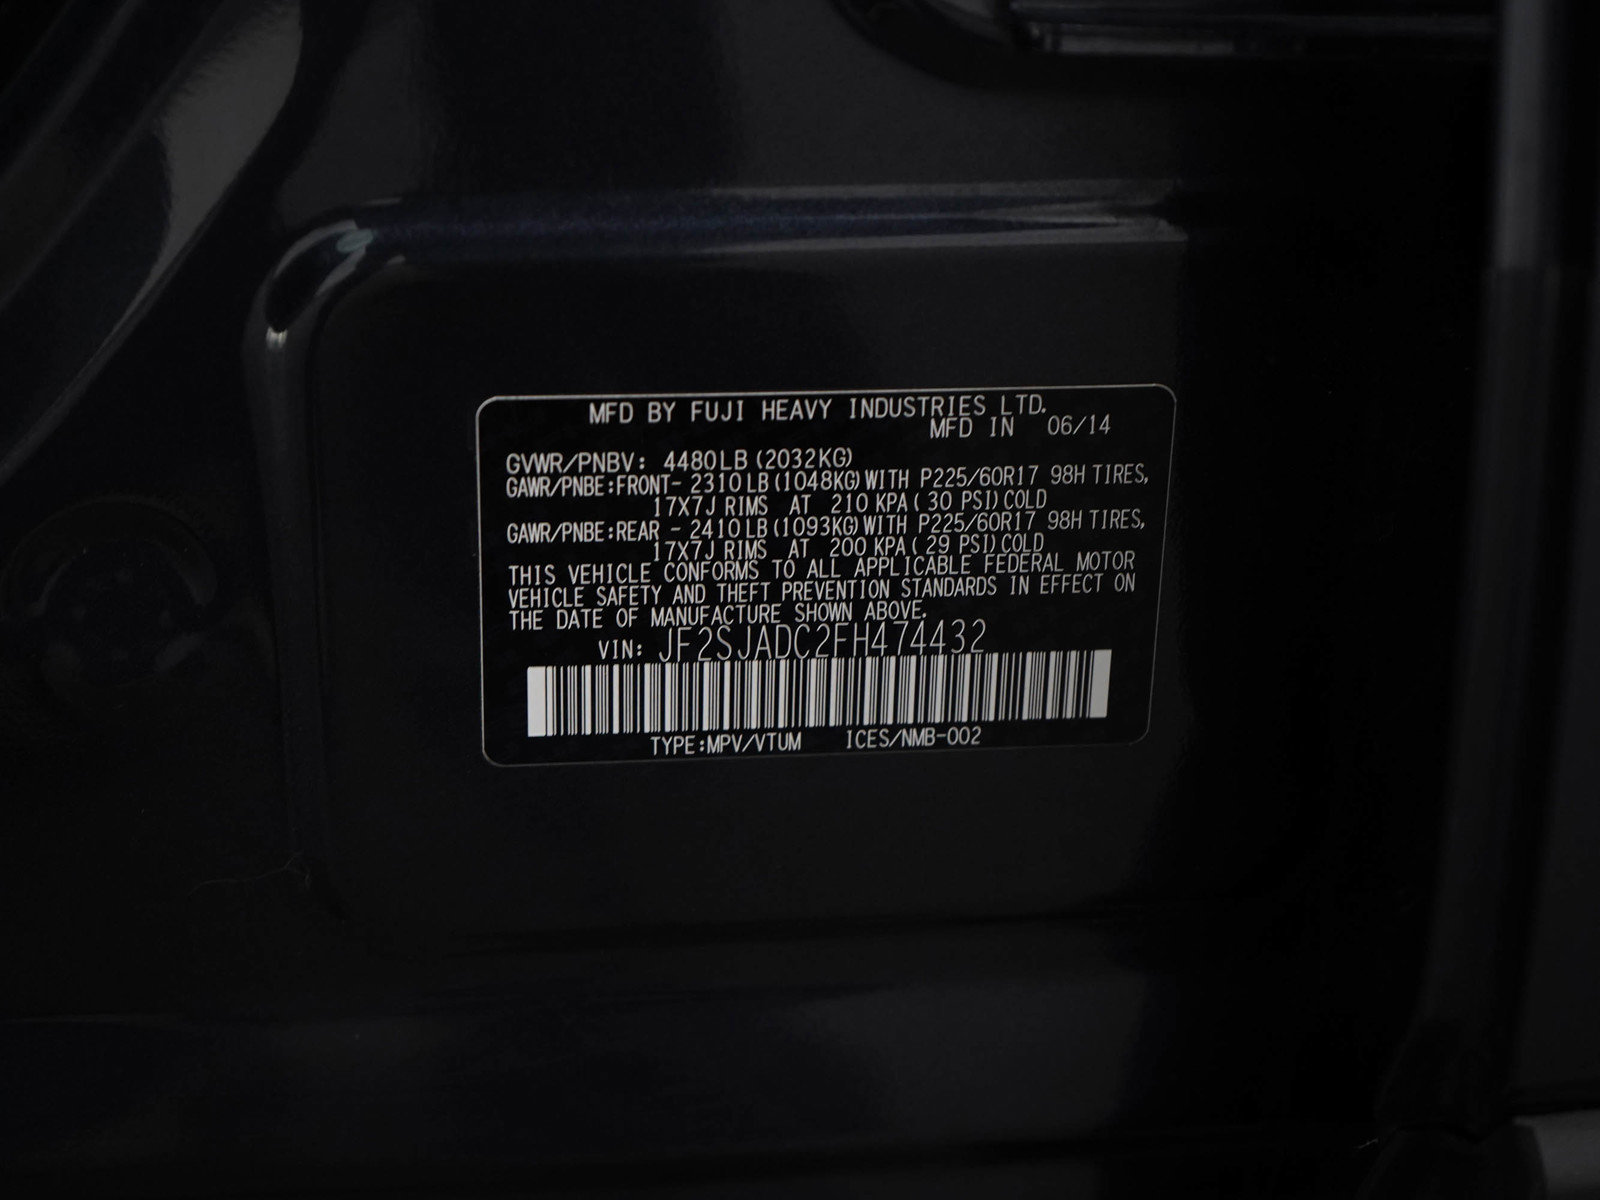 MFD BY FUJI HEAVY INDUSTRIES LTD.
MFD IN 06/14
GVWR/PNBV: 4480LB (2032KG)
GAWR/PNBE:FRONT- 2310LB (1048KG) WITH P225/60R17 98H TIRES,
17X7J RIMS AT 210 KPA ( 30 PSI) COLD
GAWR/PNBE:REAR - 2410LB (1093KG) WITH P225/60R17 98H TIRES,
17X7J RIMS AT 200 KPA ( 29 PSI) COLD
THIS VEHICLE CONFORMS TO ALL APPLICABLE FEDERAL MOTOR
VEHICLE SAFETY AND THEFT PREVENTION STANDARDS IN EFFECT ON
THE DATE OF MANUFACTURE SHOWN ABOVE.
VIN: JF2SJADC2FH474432
TYPE:MPV/VTUM ICES/NMB-002